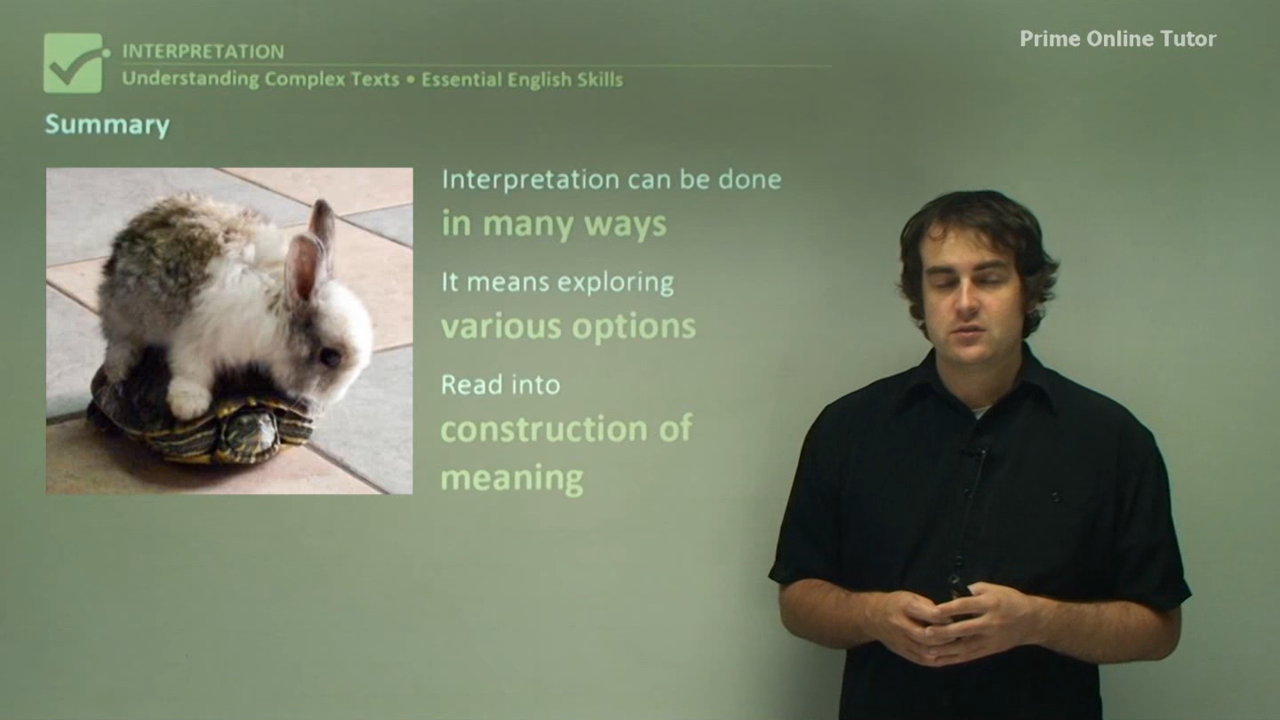 Prime Online Tutor
INTERPRETATION
Understanding Complex Texts • Essential English Skills
Summary
Interpretation can be done
in many ways
It means exploring
various options
Read into
construction of
meaning